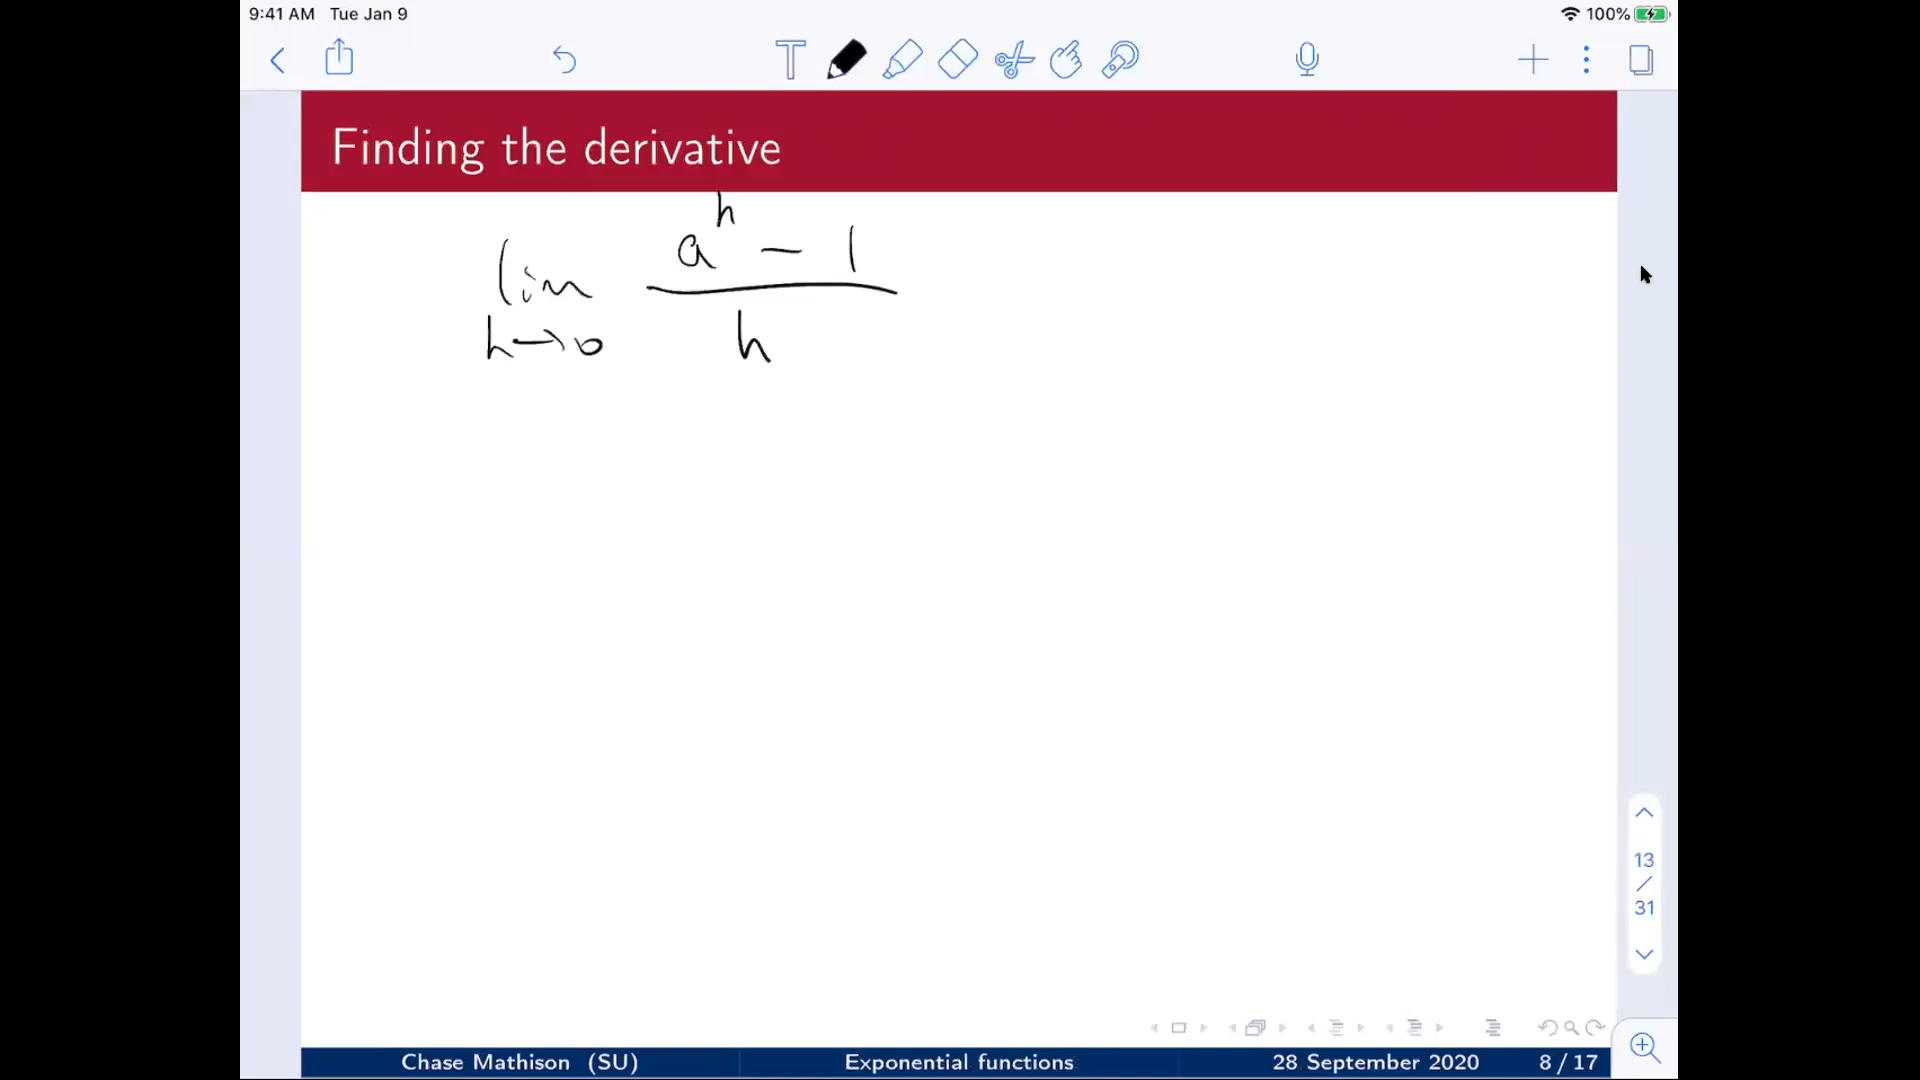 9:41 AM Tue Jan 9
100%
Finding the derivative
lim h→0 a^h - 1 / h
13
/
31
Chase Mathison (SU) Exponential functions 28 September 2020 8 / 17